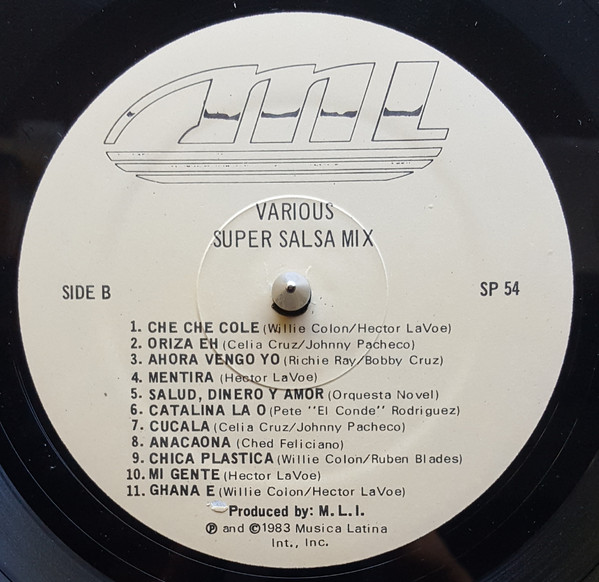 AML
VARIOUS
SUPER SALSA MIX
SIDE B
SP 54
1. CHE CHE COLE (Willie Colon/Hector LaVoe)
2. ORIZA EH (Celia Cruz/Johnny Pacheco)
3. AHORA VENGO YO (Richie Ray/Bobby Cruz)
4. MENTIRA (Hector LaVoe)
5. SALUD, DINERO Y AMOR (Orquesta Novel)
6. CATALINA LA O (Pete "El Conde" Rodriguez)
7. CUCALA (Celia Cruz/Johnny Pacheco)
8. ANACAONA (Ched Feliciano)
9. CHICA PLASTICA (Willie Colon/Ruben Blades)
10. MI GENTE (Hector LaVoe)
11. GHANA E (Willie Colon/Hector LaVoe)
Produced by: M. L. I.
℗ and ©1983 Musica Latina
Int., Inc.